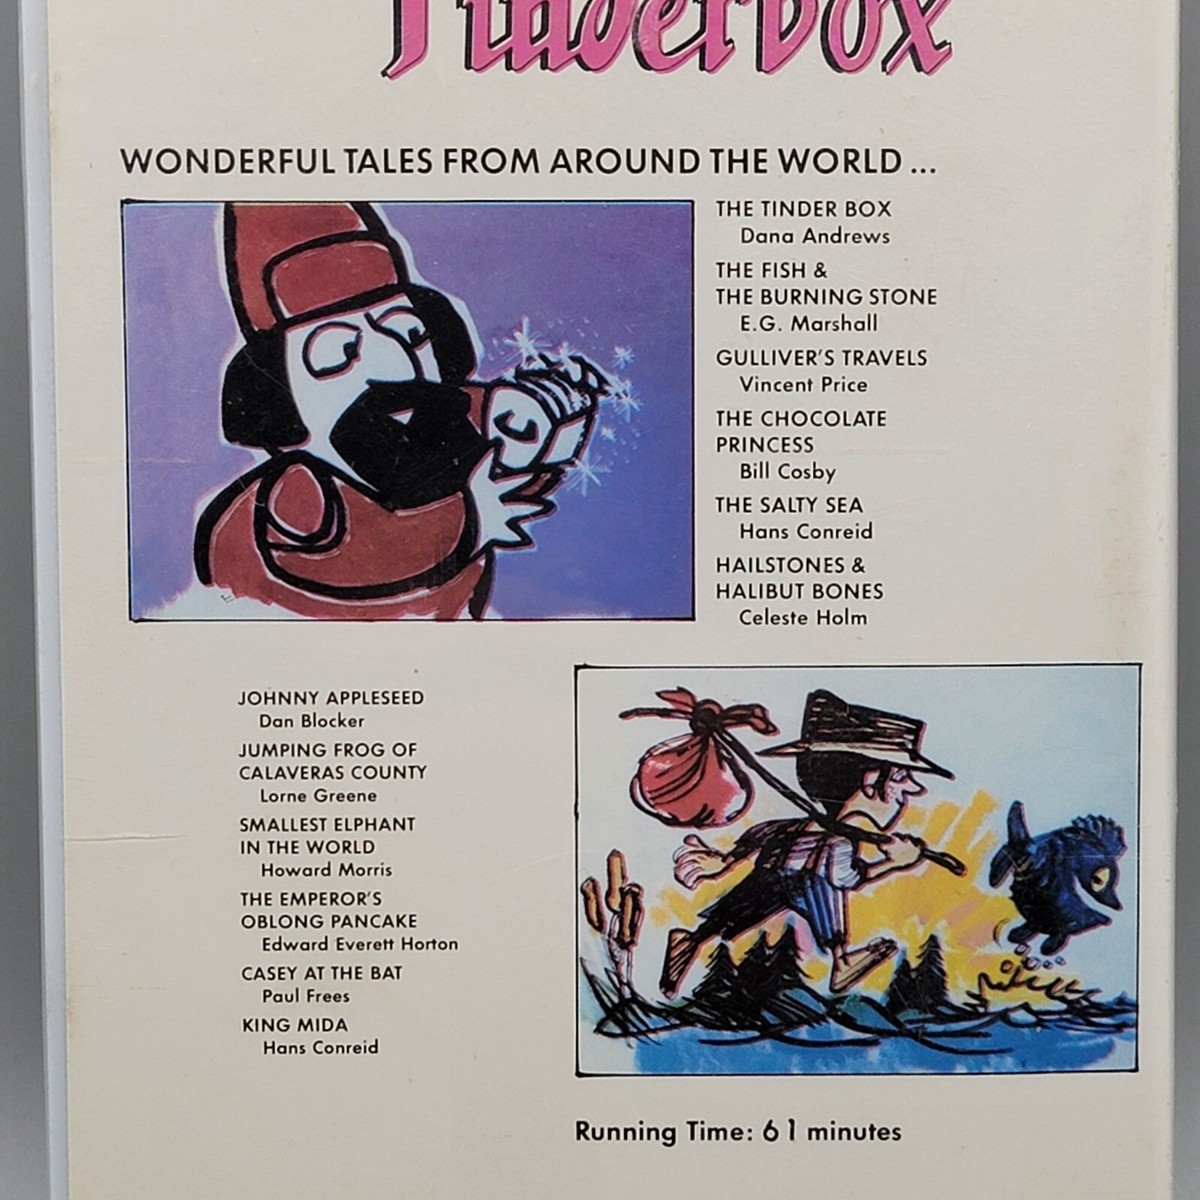 Tinderbox
WONDERFUL TALES FROM AROUND THE WORLD ...
THE TINDER BOX
Dana Andrews
THE FISH &
THE BURNING STONE
E.G. Marshall
GULLIVER'S TRAVELS
Vincent Price
THE CHOCOLATE
PRINCESS
Bill Cosby
THE SALTY SEA
Hans Conreid
HAILSTONES &
HALIBUT BONES
Celeste Holm
JOHNNY APPLESEED
Dan Blocker
JUMPING FROG OF
CALAVERAS COUNTY
Lorne Greene
SMALLEST ELPHANT
IN THE WORLD
Howard Morris
THE EMPEROR'S
OBLONG PANCAKE
Edward Everett Horton
CASEY AT THE BAT
Paul Frees
KING MIDA
Hans Conreid
Running Time: 61 minutes